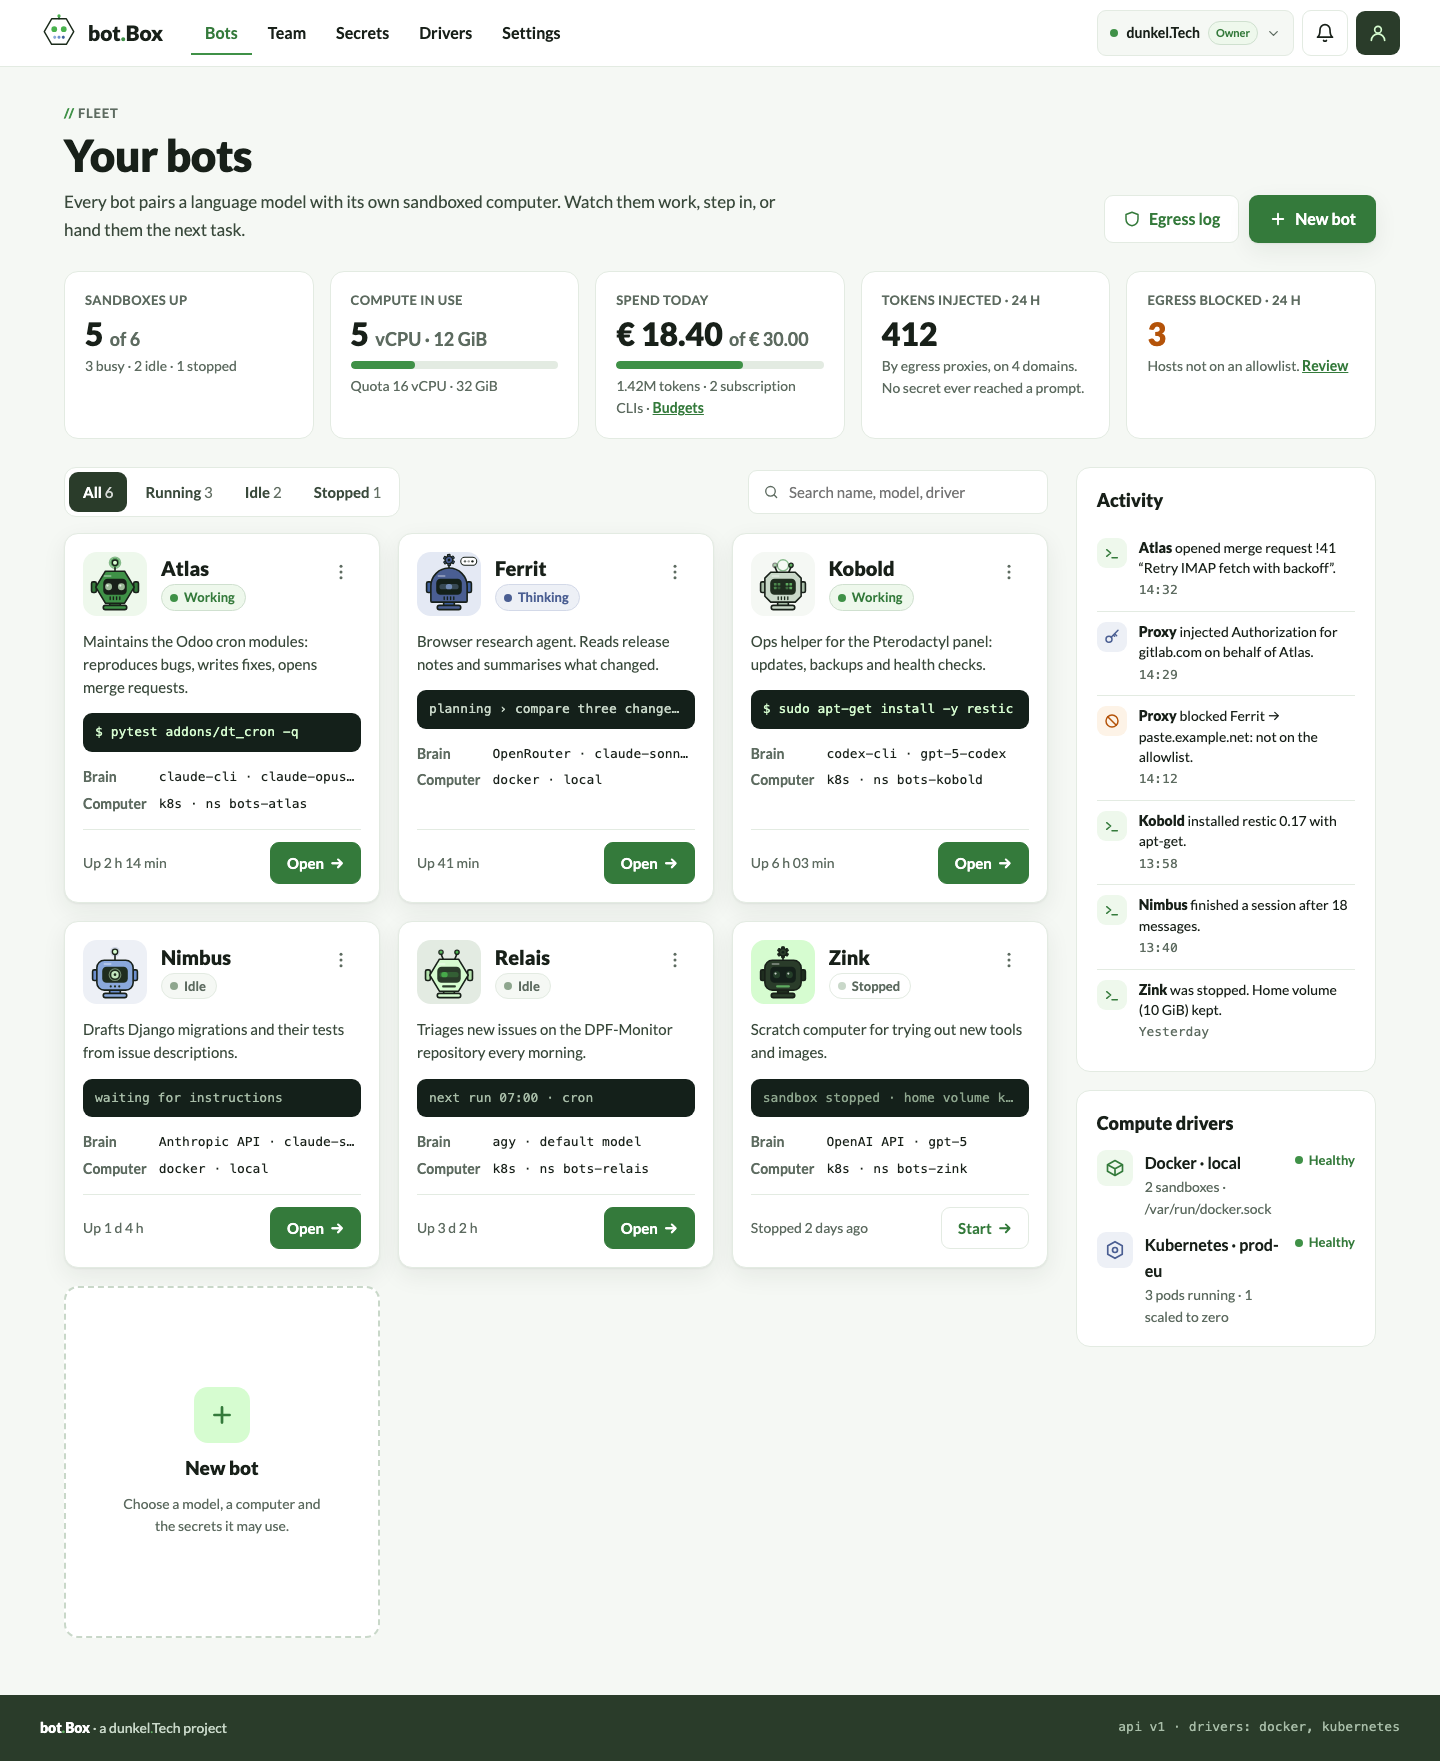 bot.Box
Bots
Team
Secrets
Drivers
Settings
dunkel.Tech
Owner
// FLEET
Your bots
Every bot pairs a language model with its own sandboxed computer. Watch them work, step in, or
hand them the next task.
Egress log
New bot
SANDBOXES UP
5 of 6
3 busy · 2 idle · 1 stopped
COMPUTE IN USE
5 vCPU · 12 GiB
Quota 16 vCPU · 32 GiB
SPEND TODAY
€ 18.40 of € 30.00
1.42M tokens · 2 subscription
CLIs · Budgets
TOKENS INJECTED · 24 H
412
By egress proxies, on 4 domains.
No secret ever reached a prompt.
EGRESS BLOCKED · 24 H
3
Hosts not on an allowlist. Review
All 6
Running 3
Idle 2
Stopped 1
Search name, model, driver
Atlas
Working
Maintains the Odoo cron modules:
reproduces bugs, writes fixes, opens
merge requests.
$ pytest addons/dt_cron -q
Brain claude-cli · claude-opus…
Computer k8s · ns bots-atlas
Up 2 h 14 min
Open →
Ferrit
Thinking
Browser research agent. Reads release
notes and summarises what changed.
planning › compare three change…
Brain OpenRouter · claude-sonn…
Computer docker · local
Up 41 min
Open →
Kobold
Working
Ops helper for the Pterodactyl panel:
updates, backups and health checks.
$ sudo apt-get install -y restic
Brain codex-cli · gpt-5-codex
Computer k8s · ns bots-kobold
Up 6 h 03 min
Open →
Nimbus
Idle
Drafts Django migrations and their tests
from issue descriptions.
waiting for instructions
Brain Anthropic API · claude-s…
Computer docker · local
Up 1 d 4 h
Open →
Relais
Idle
Triages new issues on the DPF-Monitor
repository every morning.
next run 07:00 · cron
Brain agy · default model
Computer k8s · ns bots-relais
Up 3 d 2 h
Open →
Zink
Stopped
Scratch computer for trying out new tools
and images.
sandbox stopped · home volume k…
Brain OpenAI API · gpt-5
Computer k8s · ns bots-zink
Stopped 2 days ago
Start →
New bot
Choose a model, a computer and
the secrets it may use.
Activity
Atlas opened merge request !41
“Retry IMAP fetch with backoff”.
14:32
Proxy injected Authorization for
gitlab.com on behalf of Atlas.
14:29
Proxy blocked Ferrit →
paste.example.net: not on the
allowlist.
14:12
Kobold installed restic 0.17 with
apt-get.
13:58
Nimbus finished a session after 18
messages.
13:40
Zink was stopped. Home volume
(10 GiB) kept.
Yesterday
Compute drivers
Docker · local
Healthy
2 sandboxes ·
/var/run/docker.sock
Kubernetes · prod-
eu
Healthy
3 pods running · 1
scaled to zero
bot.Box · a dunkel.Tech project
api v1 · drivers: docker, kubernetes